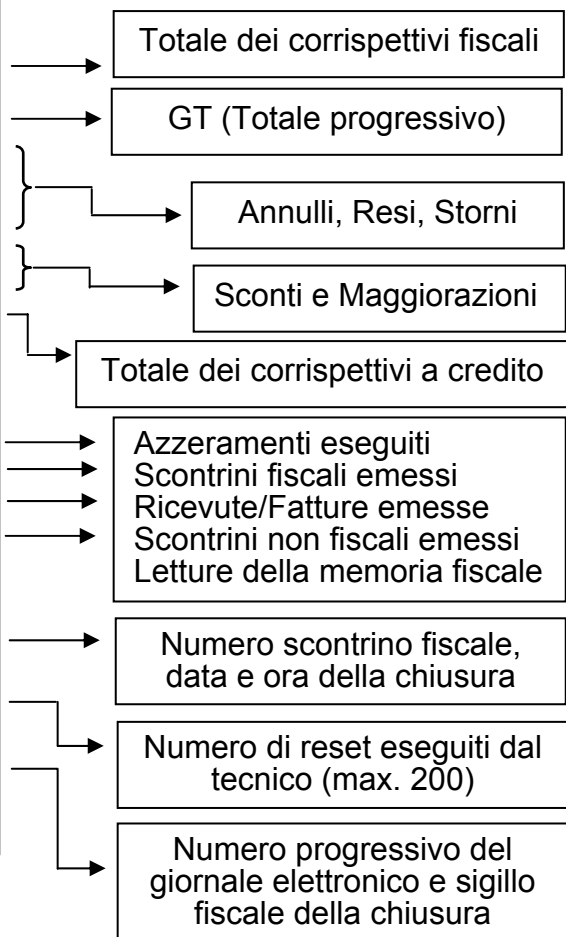 Totale dei corrispettivi fiscali
GT (Totale progressivo)
Annulli, Resi, Storni
Sconti e Maggiorazioni
Totale dei corrispettivi a credito
Azzeramenti eseguiti
Scontrini fiscali emessi
Ricevute/Fatture emesse
Scontrini non fiscali emessi
Letture della memoria fiscale
Numero scontrino fiscale,
data e ora della chiusura
Numero di reset eseguiti dal
tecnico (max. 200)
Numero progressivo del
giornale elettronico e sigillo
fiscale della chiusura